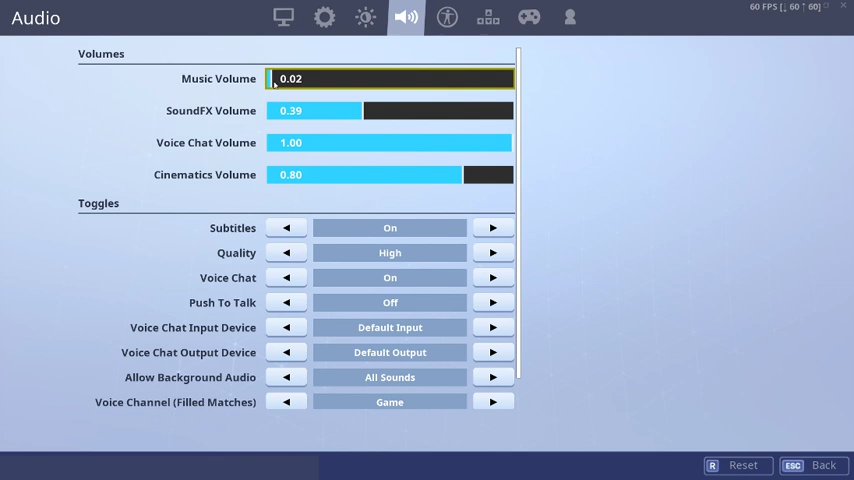 Audio
60 FPS [↓ 60 ↑ 60]
Volumes
Music Volume 0.02
SoundFX Volume 0.39
Voice Chat Volume 1.00
Cinematics Volume 0.80
Toggles
Subtitles On
Quality High
Voice Chat On
Push To Talk Off
Voice Chat Input Device Default Input
Voice Chat Output Device Default Output
Allow Background Audio All Sounds
Voice Channel (Filled Matches) Game
R Reset ESC Back